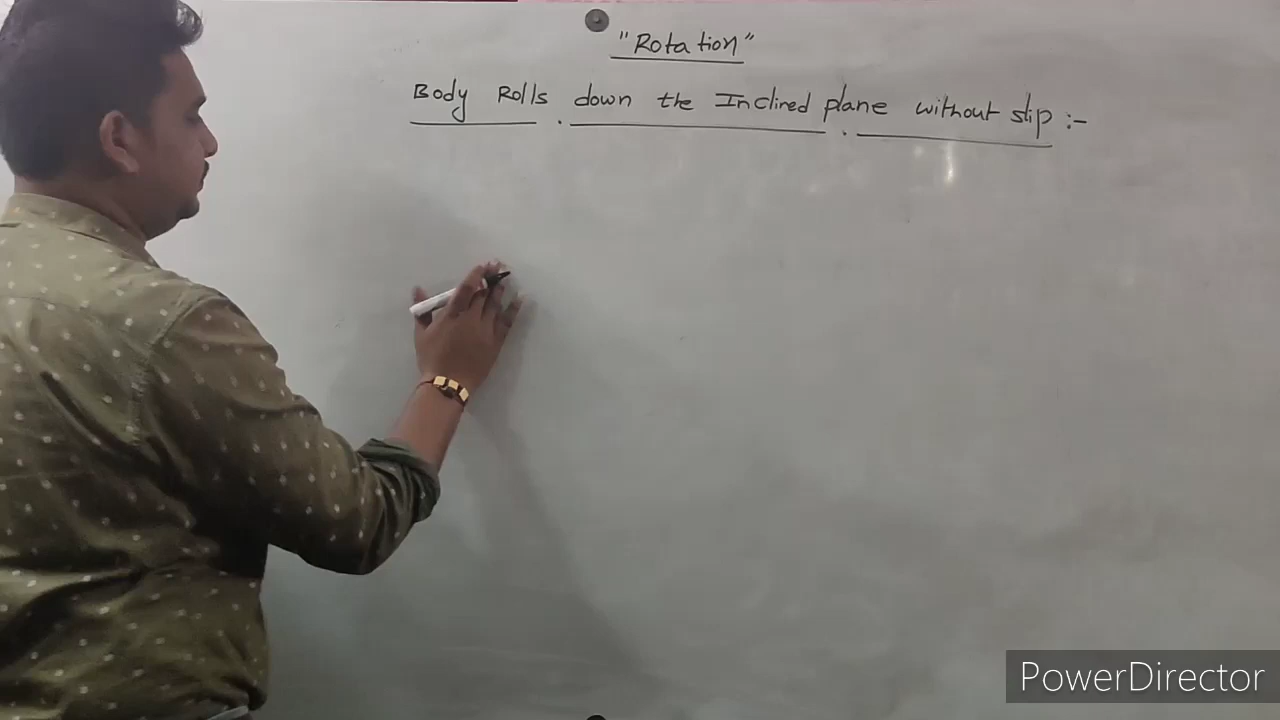 "Rotation"
Body Rolls down the Inclined plane without slip :-
PowerDirector